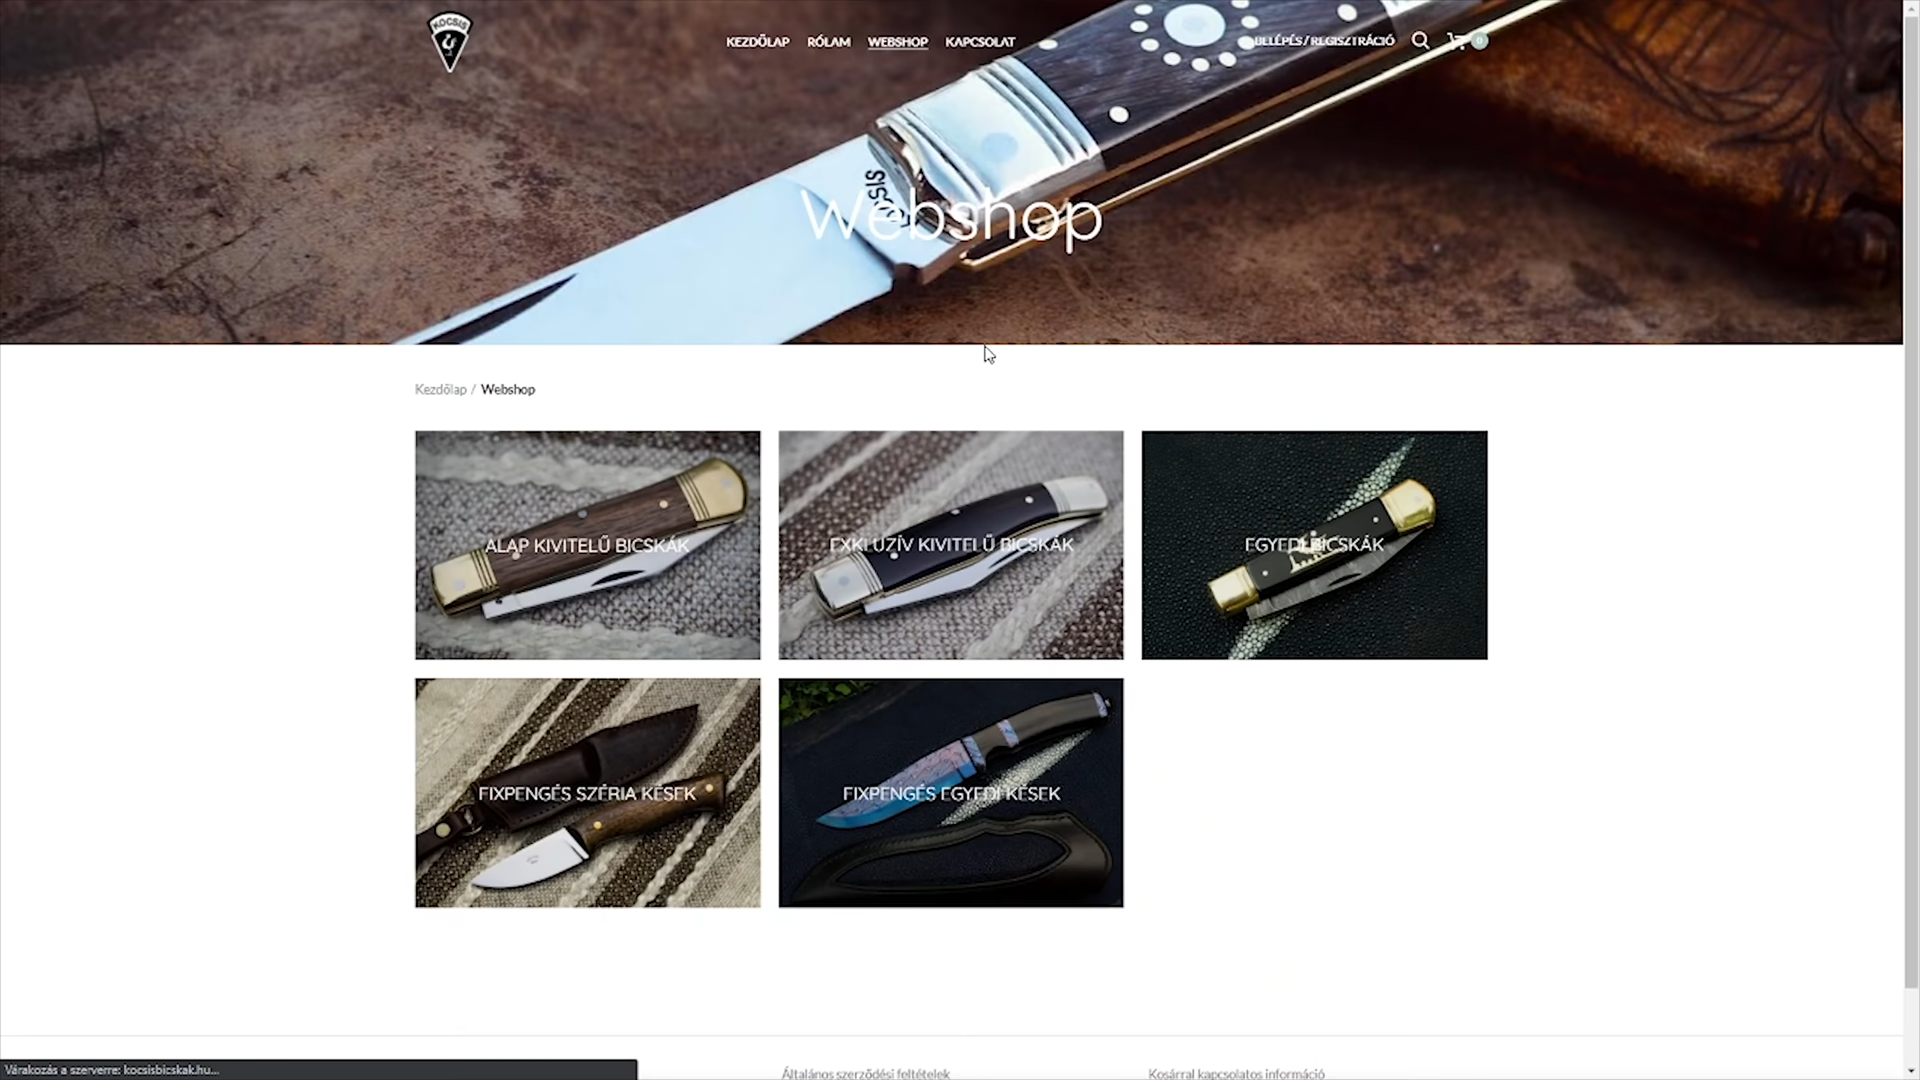 KOCSIS
KEZDŐLAP
RÓLAM
WEBSHOP
KAPCSOLAT
BELÉPÉS / REGISZTRÁCIÓ
0
Webshop
Kezdőlap / Webshop
ALAP KIVITELŰ BICSKÁK
EXKLUZÍV KIVITELŰ BICSKÁK
EGYEDI BICSKÁK
FIXPENGÉS SZÉRIA KÉSEK
FIXPENGÉS EGYEDI KÉSEK
Várakozás a szerverre: kocsisbicskak.hu...
Általános szerződési feltételek
Kosárral kapcsolatos információ